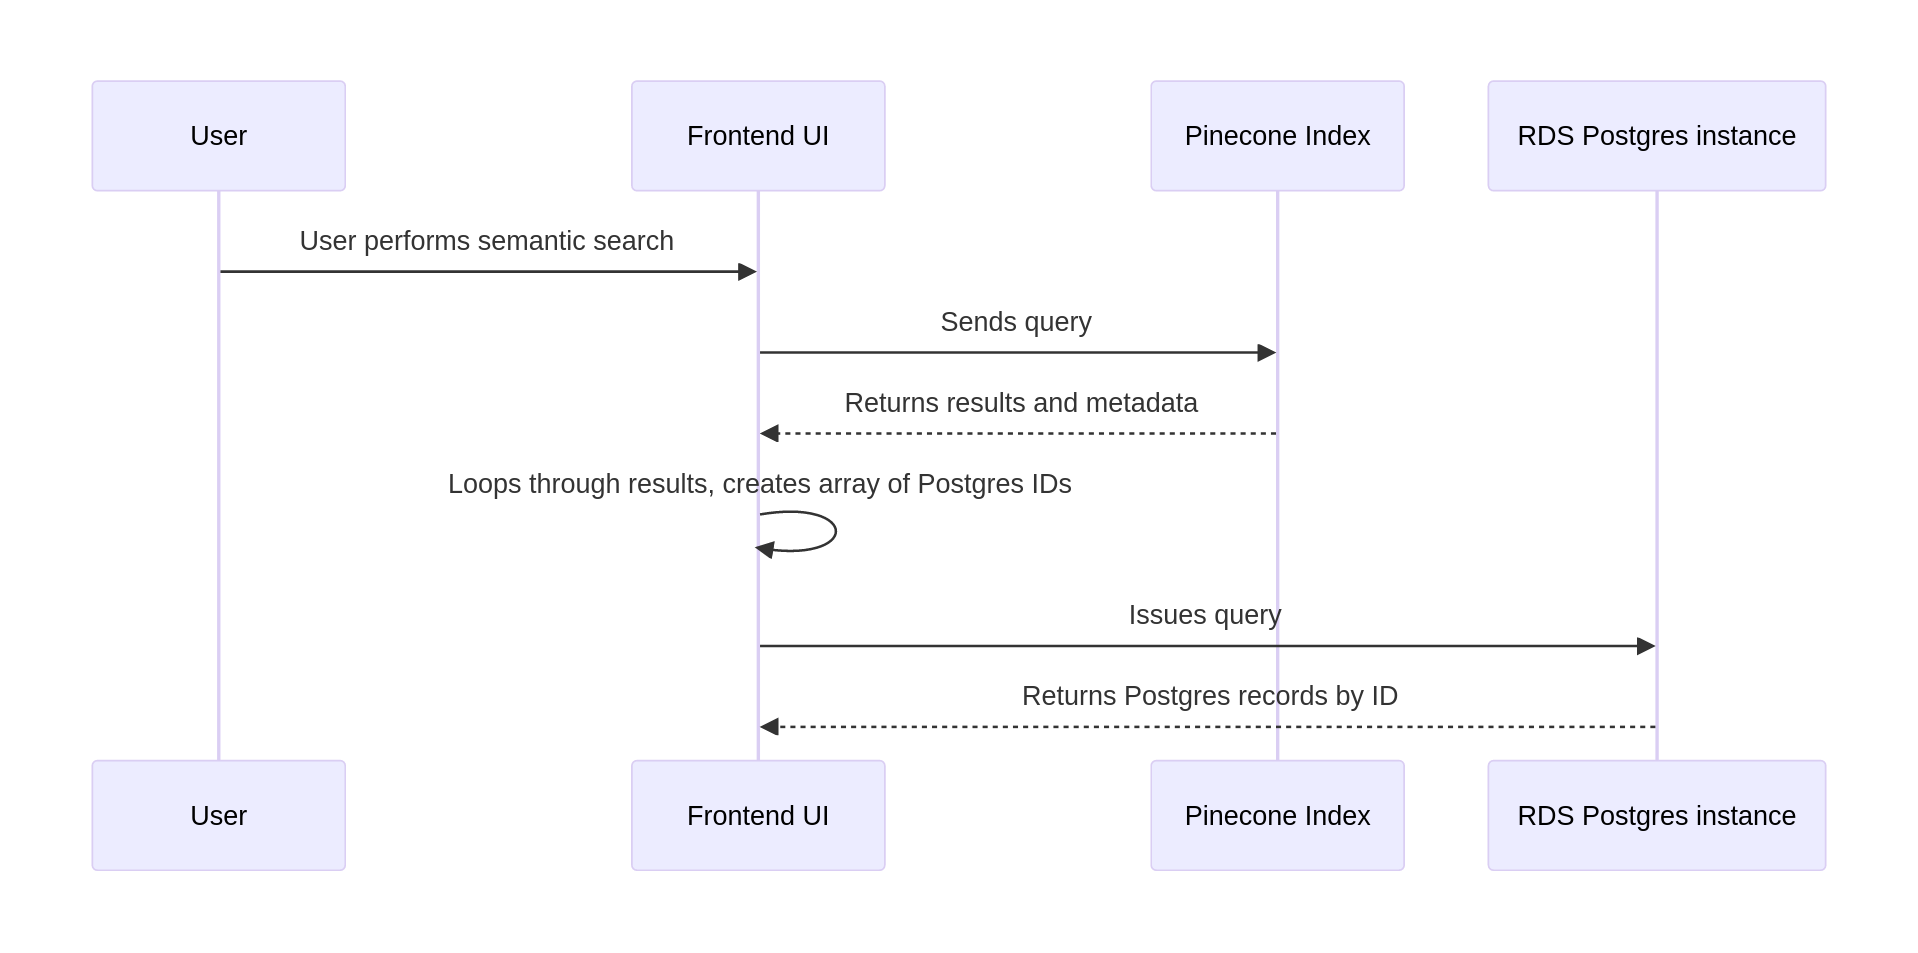 User
Frontend UI
Pinecone Index
RDS Postgres instance
User performs semantic search
Sends query
Returns results and metadata
Loops through results, creates array of Postgres IDs
Issues query
Returns Postgres records by ID
User
Frontend UI
Pinecone Index
RDS Postgres instance